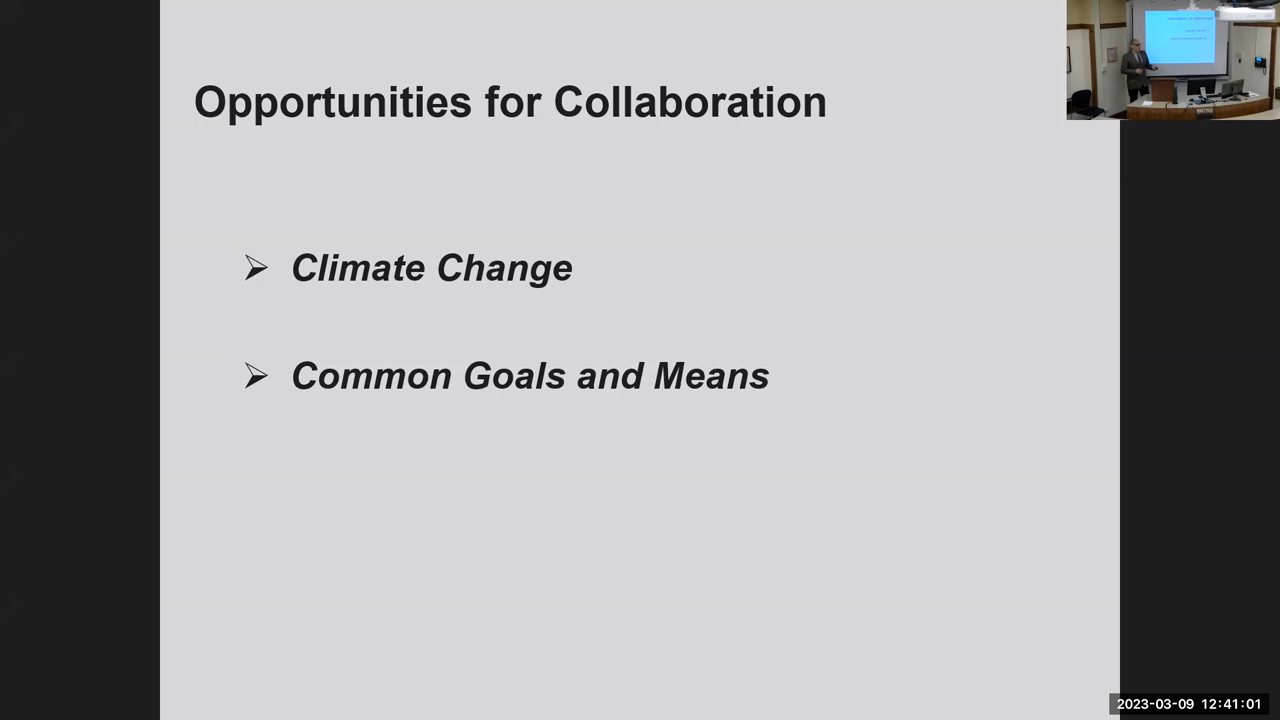 Opportunities for Collaboration
Climate Change
Common Goals and Means
2023-03-09 12:41:01